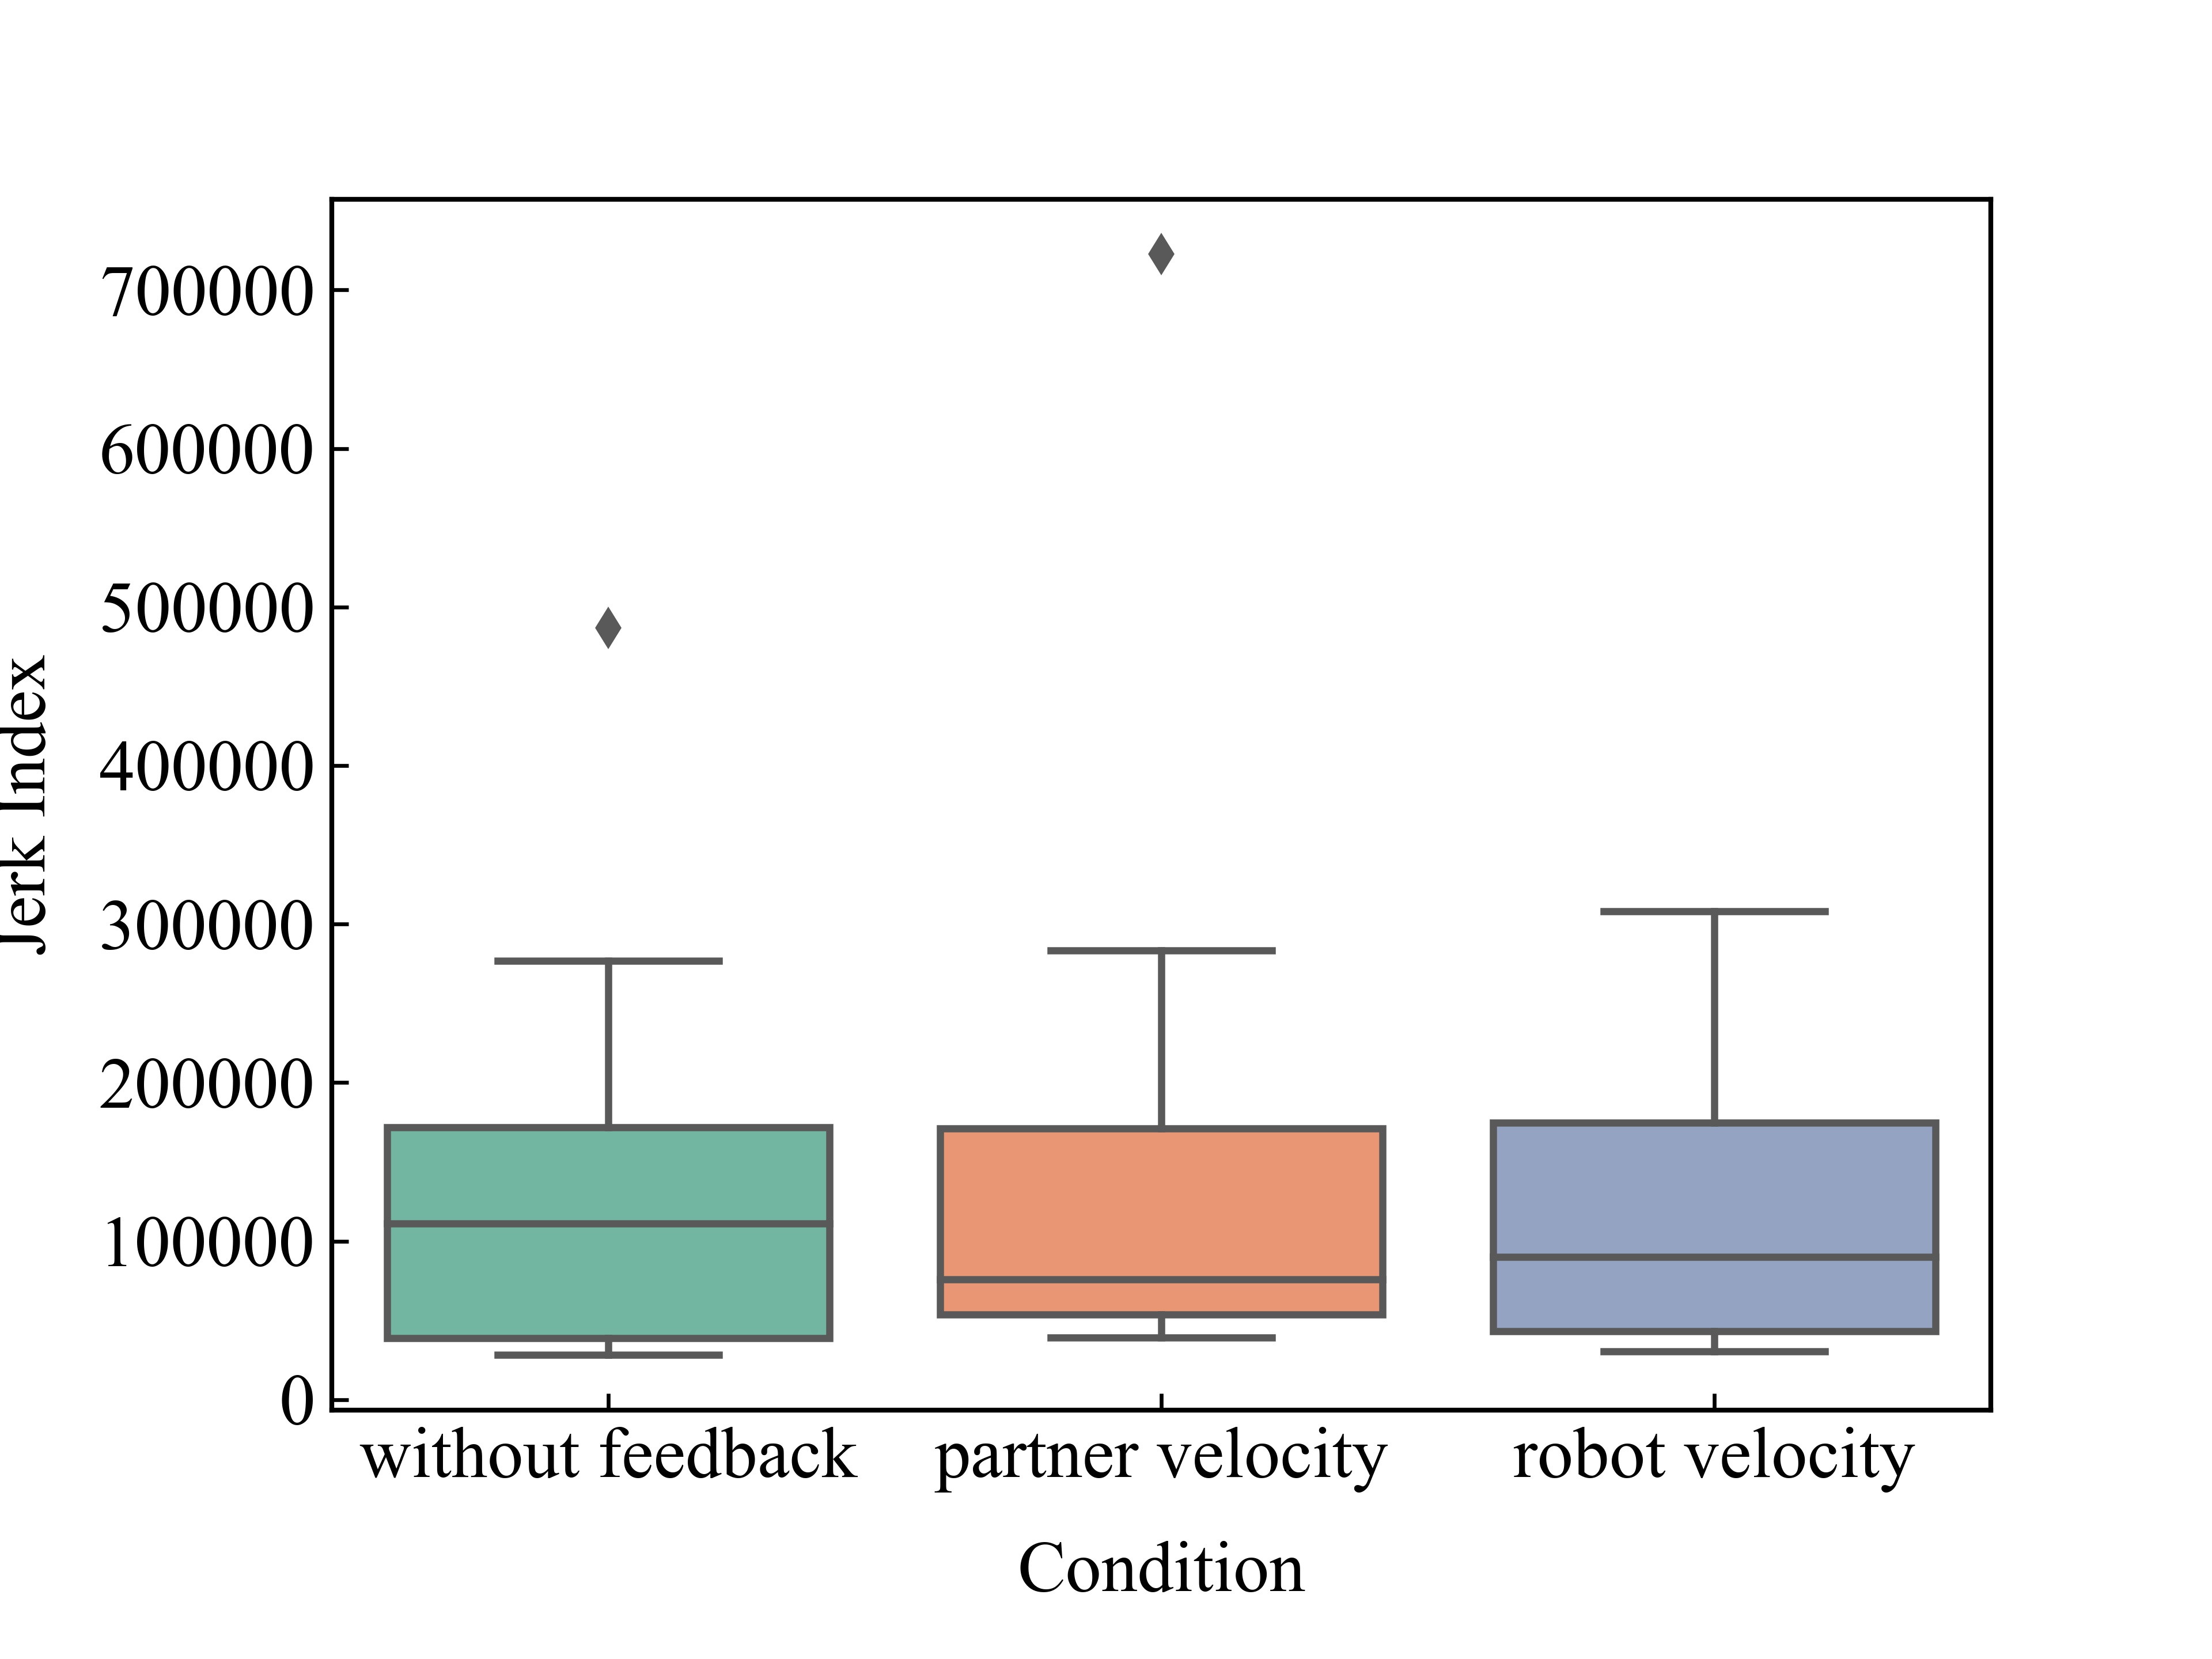 700000
600000
500000
400000
300000
200000
100000
0
Jerk Index
without feedback
partner velocity
robot velocity
Condition